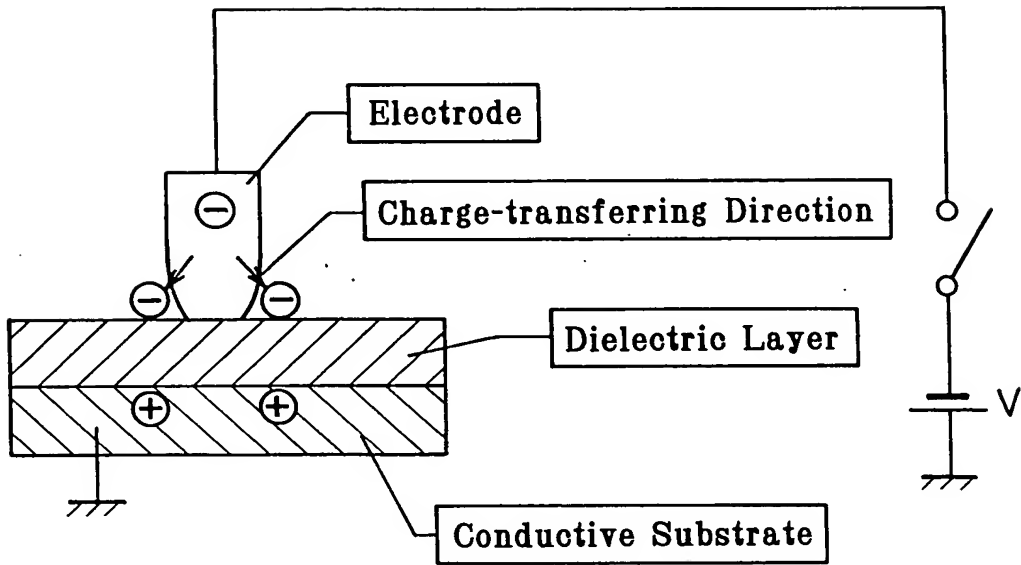 Electrode
−
Charge-transferring Direction
− −
Dielectric Layer
+ +
V
Conductive Substrate